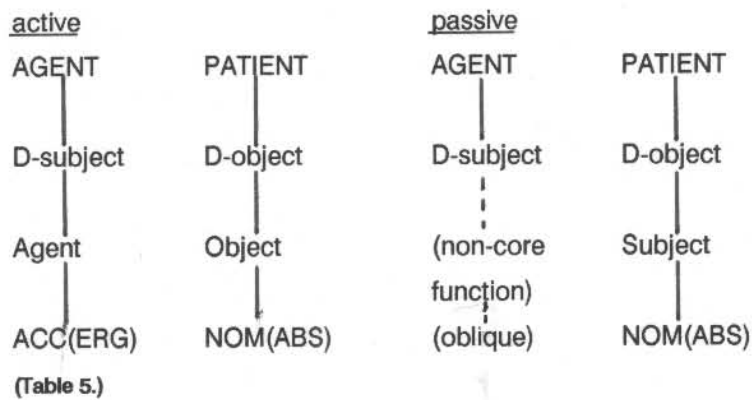 active passive
AGENT PATIENT AGENT PATIENT
D-subject D-object D-subject D-object
Agent Object (non-core Subject
function)
ACC(ERG) NOM(ABS) (oblique) NOM(ABS)
(Table 5.)